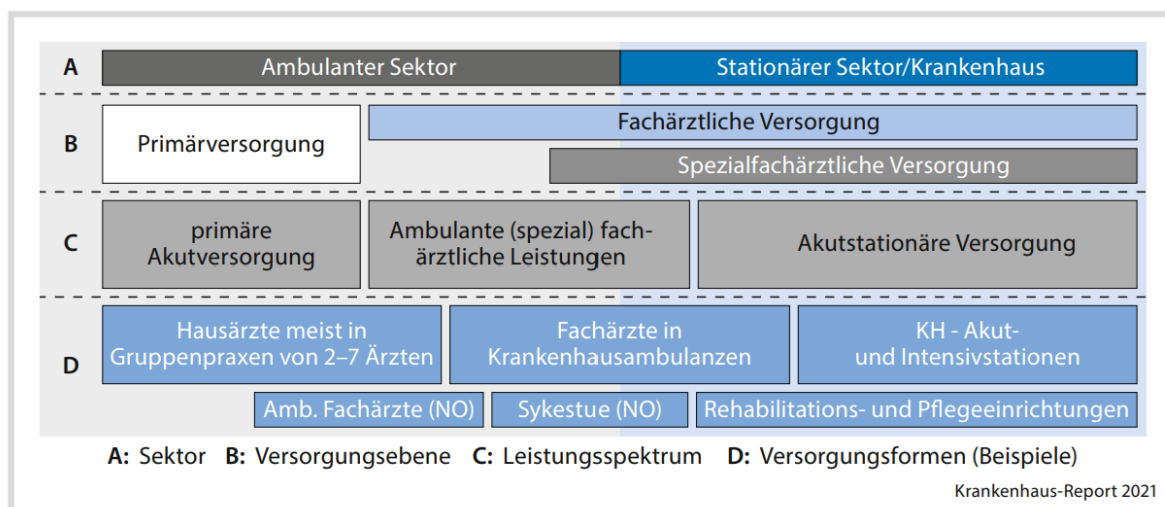 A
Ambulanter Sektor
Stationärer Sektor/Krankenhaus
B
Primärversorgung
Fachärztliche Versorgung
Spezialfachärztliche Versorgung
C
primäre
Akutversorgung
Ambulante (spezial) fach-
ärztliche Leistungen
Akutstationäre Versorgung
D
Hausärzte meist in
Gruppenpraxen von 2–7 Ärzten
Fachärzte in
Krankenhausambulanzen
KH - Akut-
und Intensivstationen
Amb. Fachärzte (NO)
Sykestue (NO)
Rehabilitations- und Pflegeeinrichtungen
A: Sektor B: Versorgungsebene C: Leistungsspektrum D: Versorgungsformen (Beispiele)
Krankenhaus-Report 2021